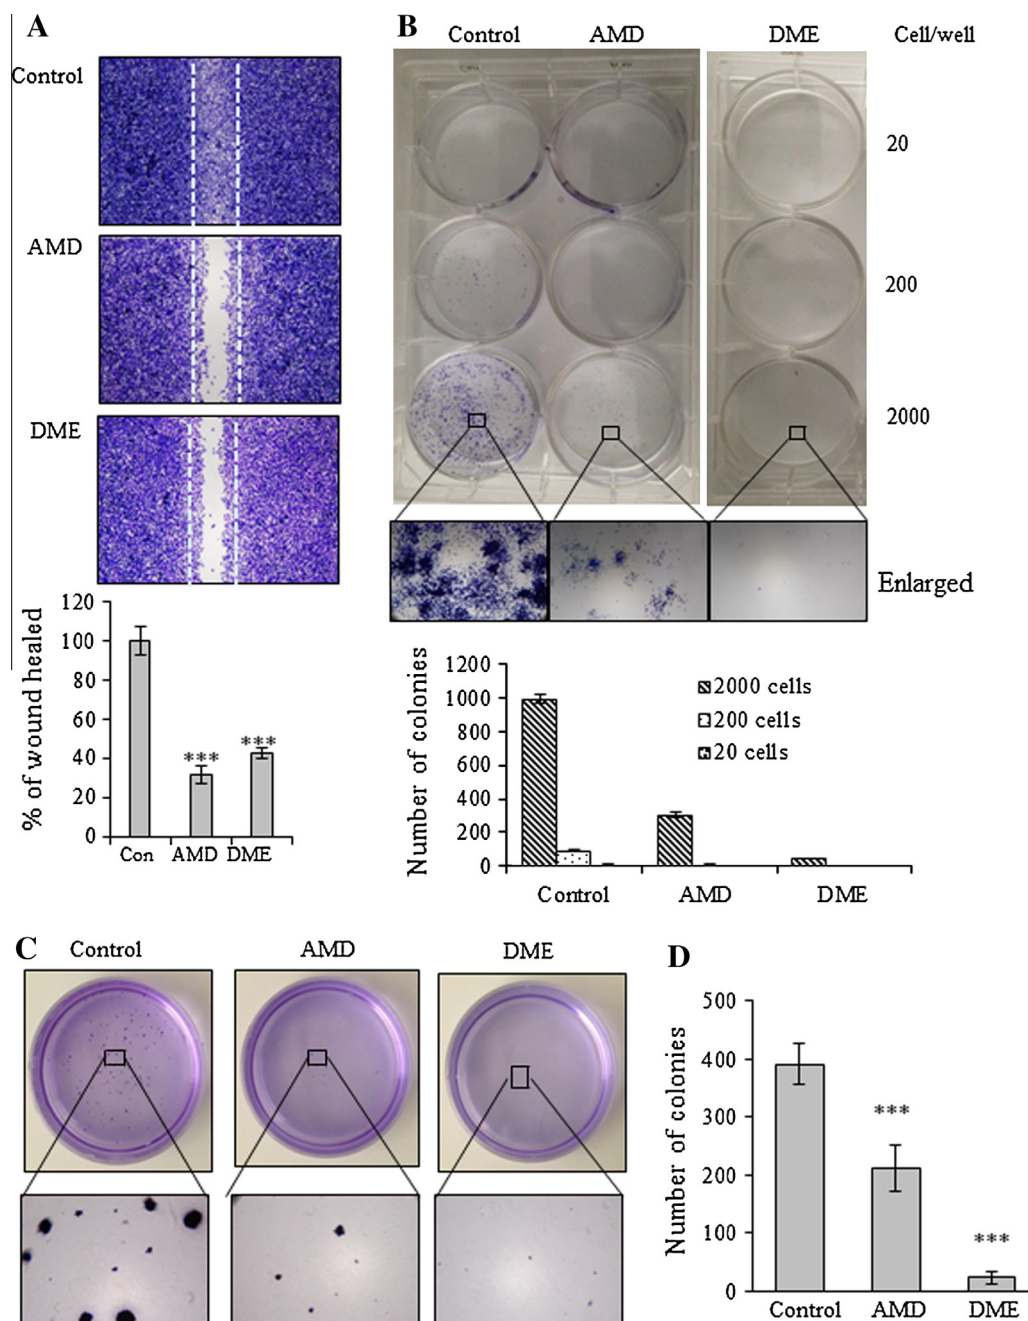 A
Control
AMD
DME
% of wound healed
120
100
80
60
40
20
0
***
***
Con AMD DME
B
Control AMD DME Cell/well
20
200
2000
Enlarged
Number of colonies
1200
1000
800
600
400
200
0
2000 cells
200 cells
20 cells
Control AMD DME
C
Control AMD DME
D
Number of colonies
500
400
300
200
100
0
***
***
Control AMD DME